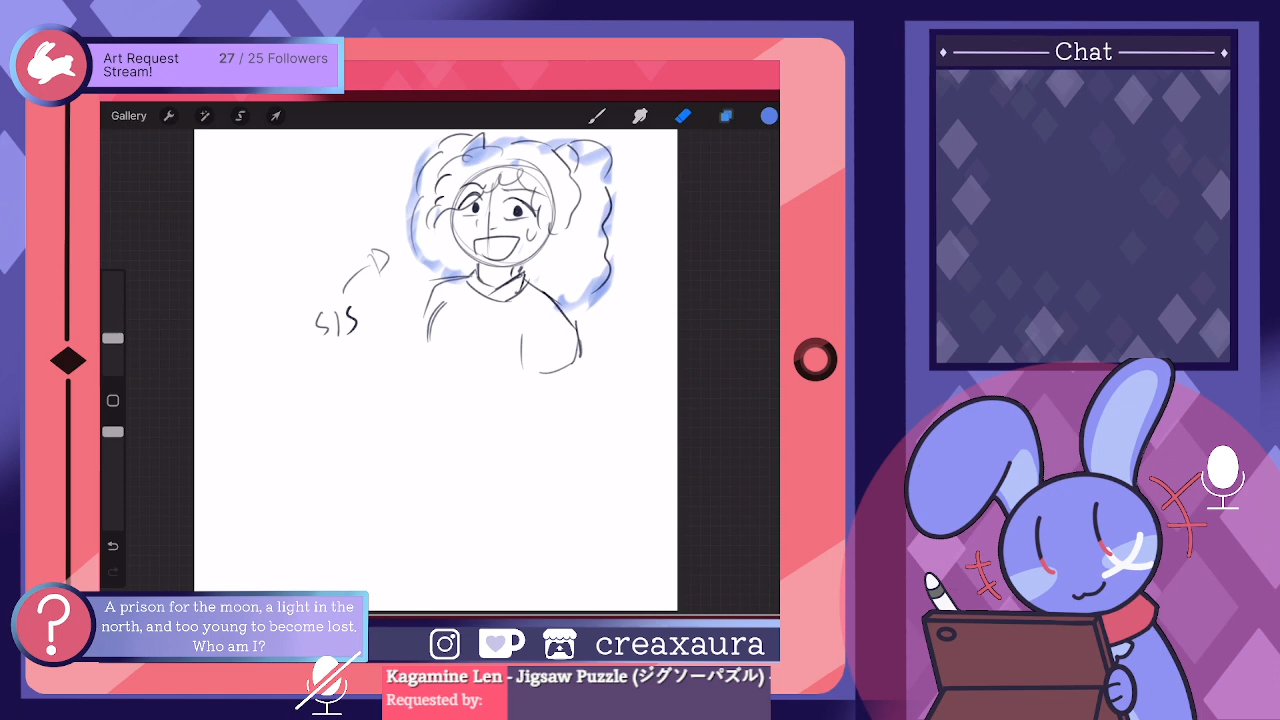 Art Request
Stream!
27 / 25 Followers
Chat
Gallery
SIS
?
A prison for the moon, a light in the
north, and too young to become lost.
Who am I?
creaxaura
Kagamine Len - Jigsaw Puzzle (ジグソーパズル)
Requested by: